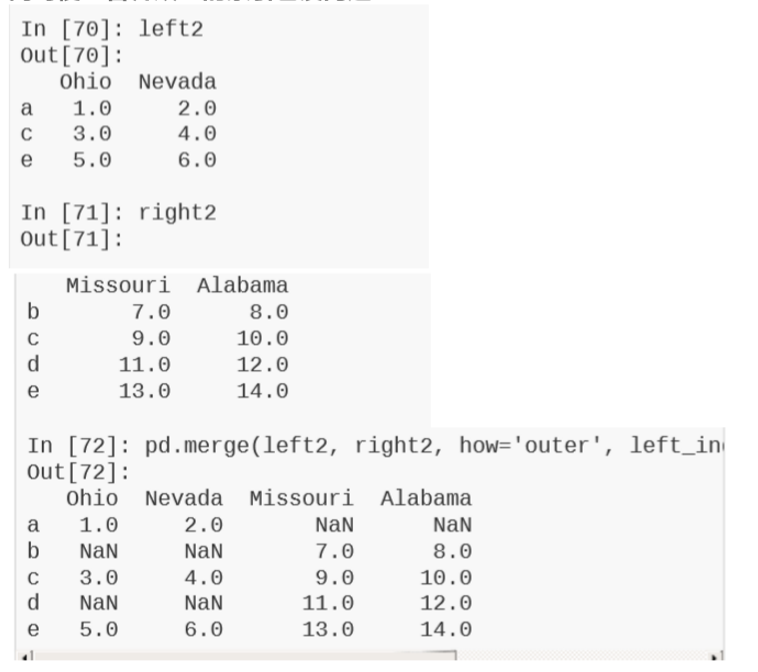 In [70]: left2
Out[70]:
   Ohio  Nevada
a   1.0     2.0
c   3.0     4.0
e   5.0     6.0
In [71]: right2
Out[71]:
   Missouri  Alabama
b       7.0      8.0
c       9.0     10.0
d      11.0     12.0
e      13.0     14.0
In [72]: pd.merge(left2, right2, how='outer', left_in
Out[72]:
   Ohio  Nevada  Missouri  Alabama
a   1.0     2.0       NaN      NaN
b   NaN     NaN       7.0      8.0
c   3.0     4.0       9.0     10.0
d   NaN     NaN      11.0     12.0
e   5.0     6.0      13.0     14.0